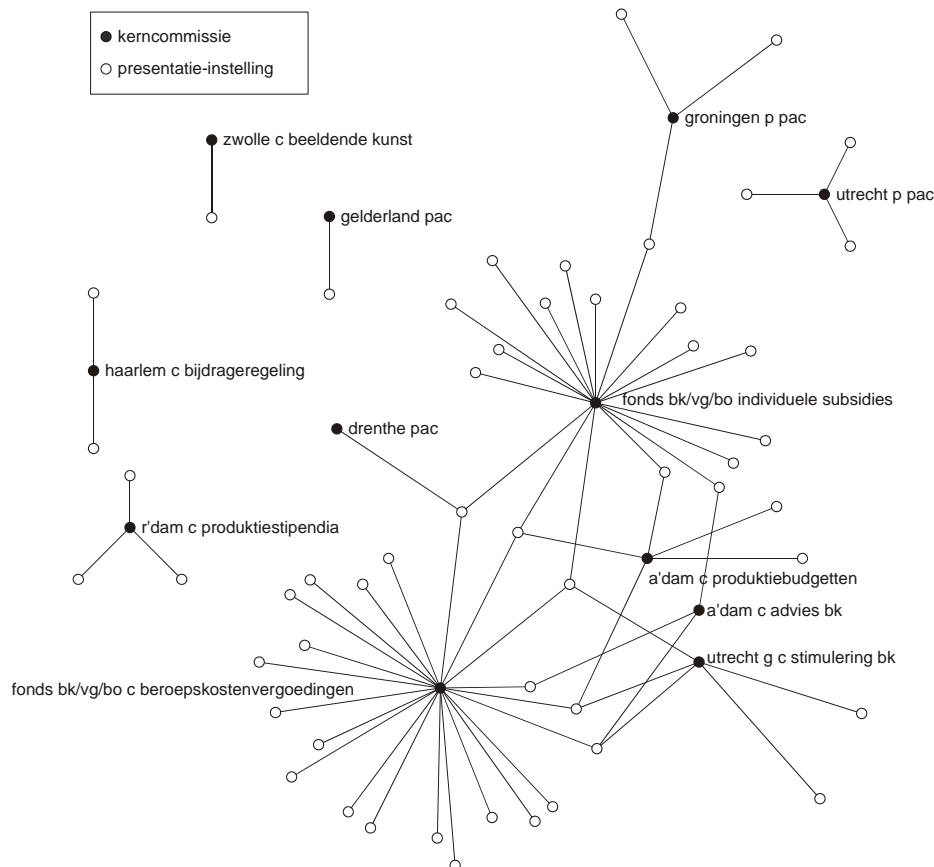 kerncommissie
presentatie-instelling
groningen p pac
zwolle c beeldende kunst
utrecht p pac
gelderland pac
haarlem c bijdrageregeling
fonds bk/vg/bo individuele subsidies
drenthe pac
r'dam c produktiestipendia
a'dam c produktiebudgetten
a'dam c advies bk
utrecht g c stimulering bk
fonds bk/vg/bo c beroepskostenvergoedingen